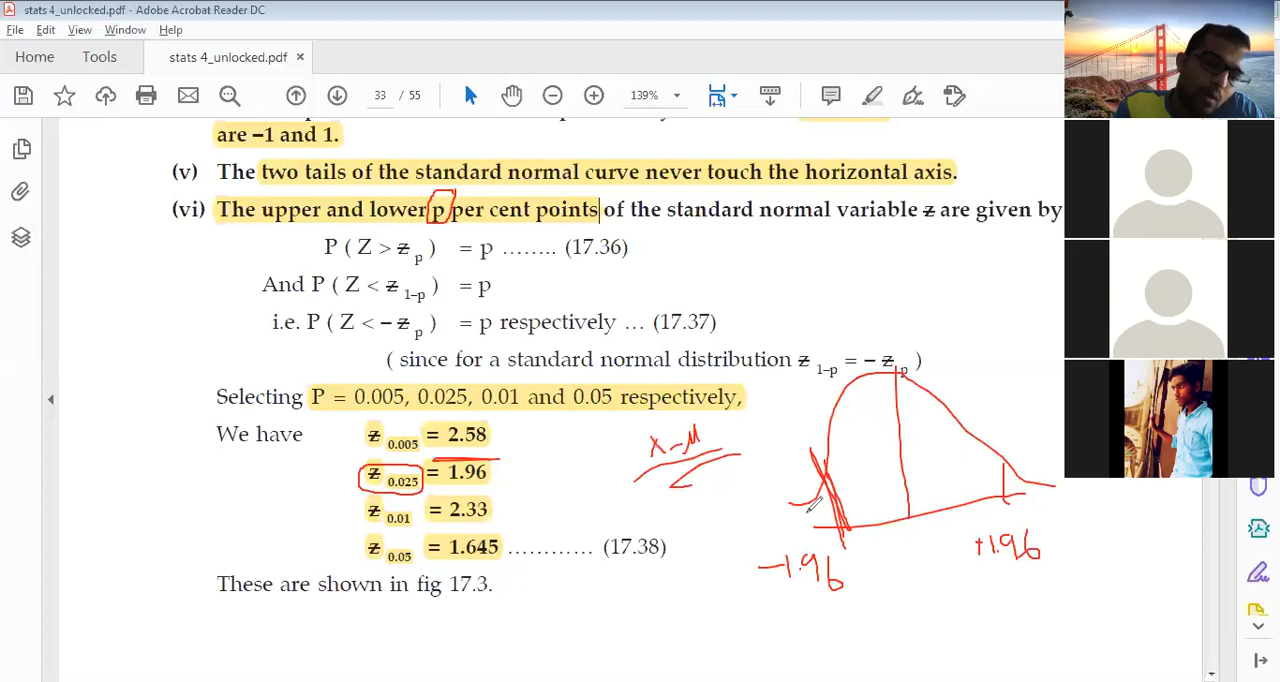 stats 4_unlocked.pdf - Adobe Acrobat Reader DC
File Edit View Window Help
Home Tools stats 4_unlocked.pdf ×
33 / 55 139%
are –1 and 1.
(v) The two tails of the standard normal curve never touch the horizontal axis.
(vi) The upper and lower p per cent points of the standard normal variable z are given by
P ( Z > z p ) = p …….. (17.36)
And P ( Z < z 1–p ) = p
i.e. P ( Z < – z p ) = p respectively … (17.37)
( since for a standard normal distribution z 1–p = – z p )
Selecting P = 0.005, 0.025, 0.01 and 0.05 respectively,
We have z 0.005 = 2.58
z 0.025 = 1.96
z 0.01 = 2.33
z 0.05 = 1.645 ………… (17.38)
These are shown in fig 17.3.
X – μ
–1.96
+1.96